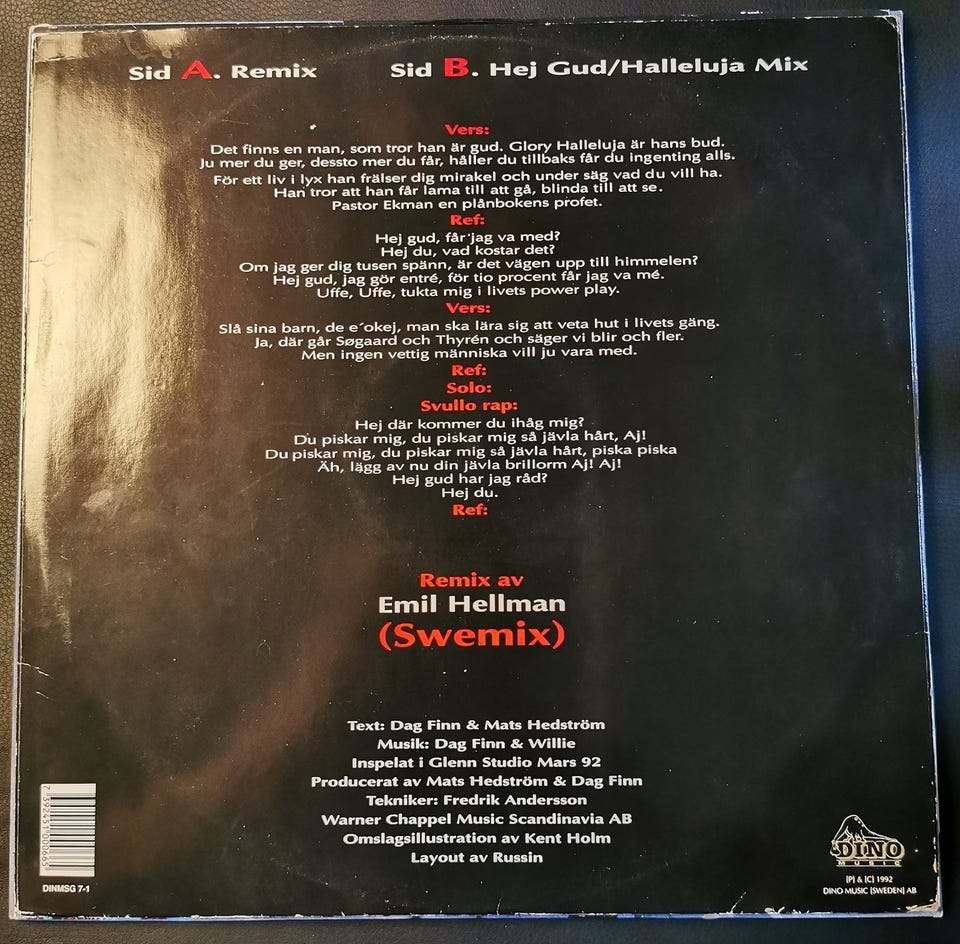 Sid A. Remix
Sid B. Hej Gud/Halleluja Mix
Vers:
Det finns en man, som tror han är gud. Glory Halleluja är hans bud.
Ju mer du ger, dessto mer du får, håller du tillbaks får du ingenting alls.
För ett liv i lyx han frälser dig mirakel och under säg vad du vill ha.
Han tror att han får lama till att gå, blinda till att se.
Pastor Ekman en plånbokens profet.
Ref:
Hej gud, får jag va med?
Hej du, vad kostar det?
Om jag ger dig tusen spänn, är det vägen upp till himmelen?
Hej gud, jag gör entré, för tio procent får jag va mé.
Uffe, Uffe, tukta mig i livets power play.
Vers:
Slå sina barn, de e´okej, man ska lära sig att veta hut i livets gäng.
Ja, där går Søgaard och Thyrén och säger vi blir och fler.
Men ingen vettig människa vill ju vara med.
Ref:
Solo:
Svullo rap:
Hej där kommer du ihåg mig?
Du piskar mig, du piskar mig så jävla hårt, Aj!
Du piskar mig, du piskar mig så jävla hårt, piska piska
Äh, lägg av nu din jävla brillorm Aj! Aj!
Hej gud har jag råd?
Hej du.
Ref:
Remix av
Emil Hellman
(Swemix)
Text: Dag Finn & Mats Hedström
Musik: Dag Finn & Willie
Inspelat i Glenn Studio Mars 92
Producerat av Mats Hedström & Dag Finn
Tekniker: Fredrik Andersson
Warner Chappel Music Scandinavia AB
Omslagsillustration av Kent Holm
Layout av Russin
7 392451 000665
DINMSG 7-1
DINO
MUSIC
(P) & (C) 1992
DINO MUSIC (SWEDEN) AB